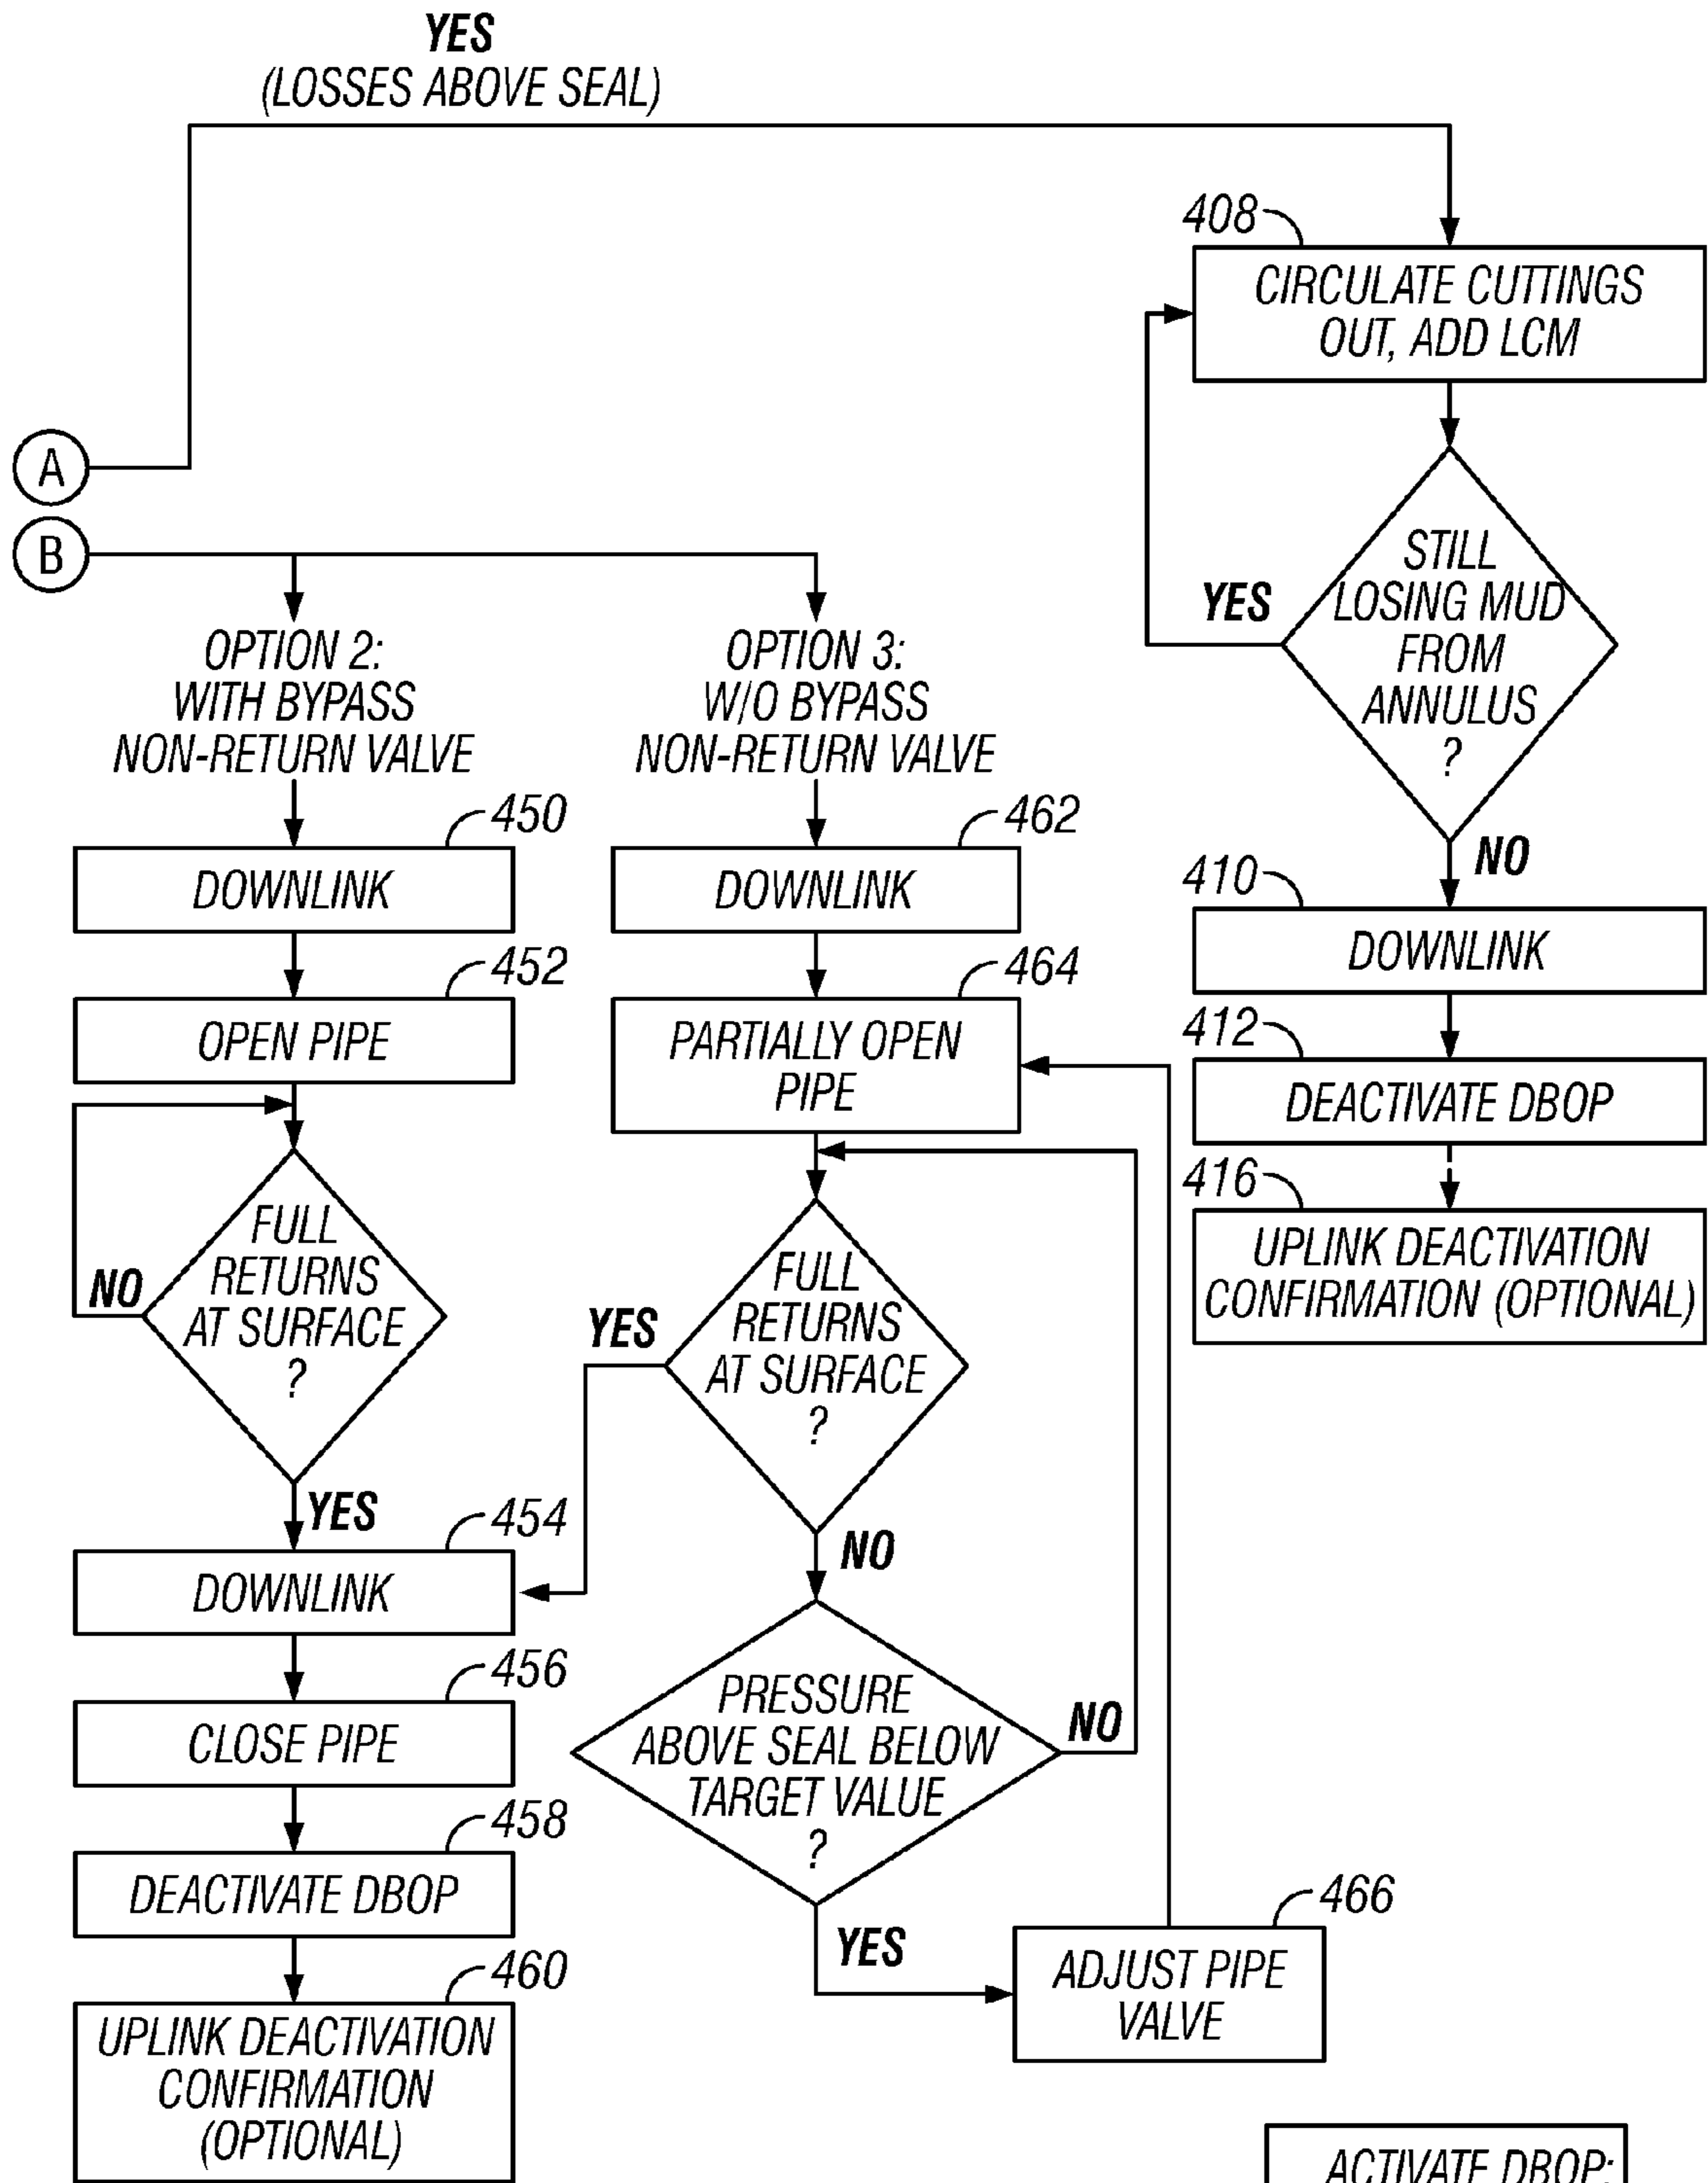 YES
(LOSSES ABOVE SEAL)
408
CIRCULATE CUTTINGS
OUT, ADD LCM
A
B
STILL
LOSING MUD
FROM
ANNULUS
?
YES
NO
OPTION 2:
WITH BYPASS
NON-RETURN VALVE
OPTION 3:
W/O BYPASS
NON-RETURN VALVE
450
DOWNLINK
462
DOWNLINK
410
DOWNLINK
452
OPEN PIPE
464
PARTIALLY OPEN
PIPE
412
DEACTIVATE DBOP
416
UPLINK DEACTIVATION
CONFIRMATION (OPTIONAL)
FULL
RETURNS
AT SURFACE
?
NO
YES
FULL
RETURNS
AT SURFACE
?
YES
NO
454
DOWNLINK
456
CLOSE PIPE
458
DEACTIVATE DBOP
460
UPLINK DEACTIVATION
CONFIRMATION
(OPTIONAL)
PRESSURE
ABOVE SEAL BELOW
TARGET VALUE
?
NO
YES
466
ADJUST PIPE
VALVE
ACTIVATE DBOP: